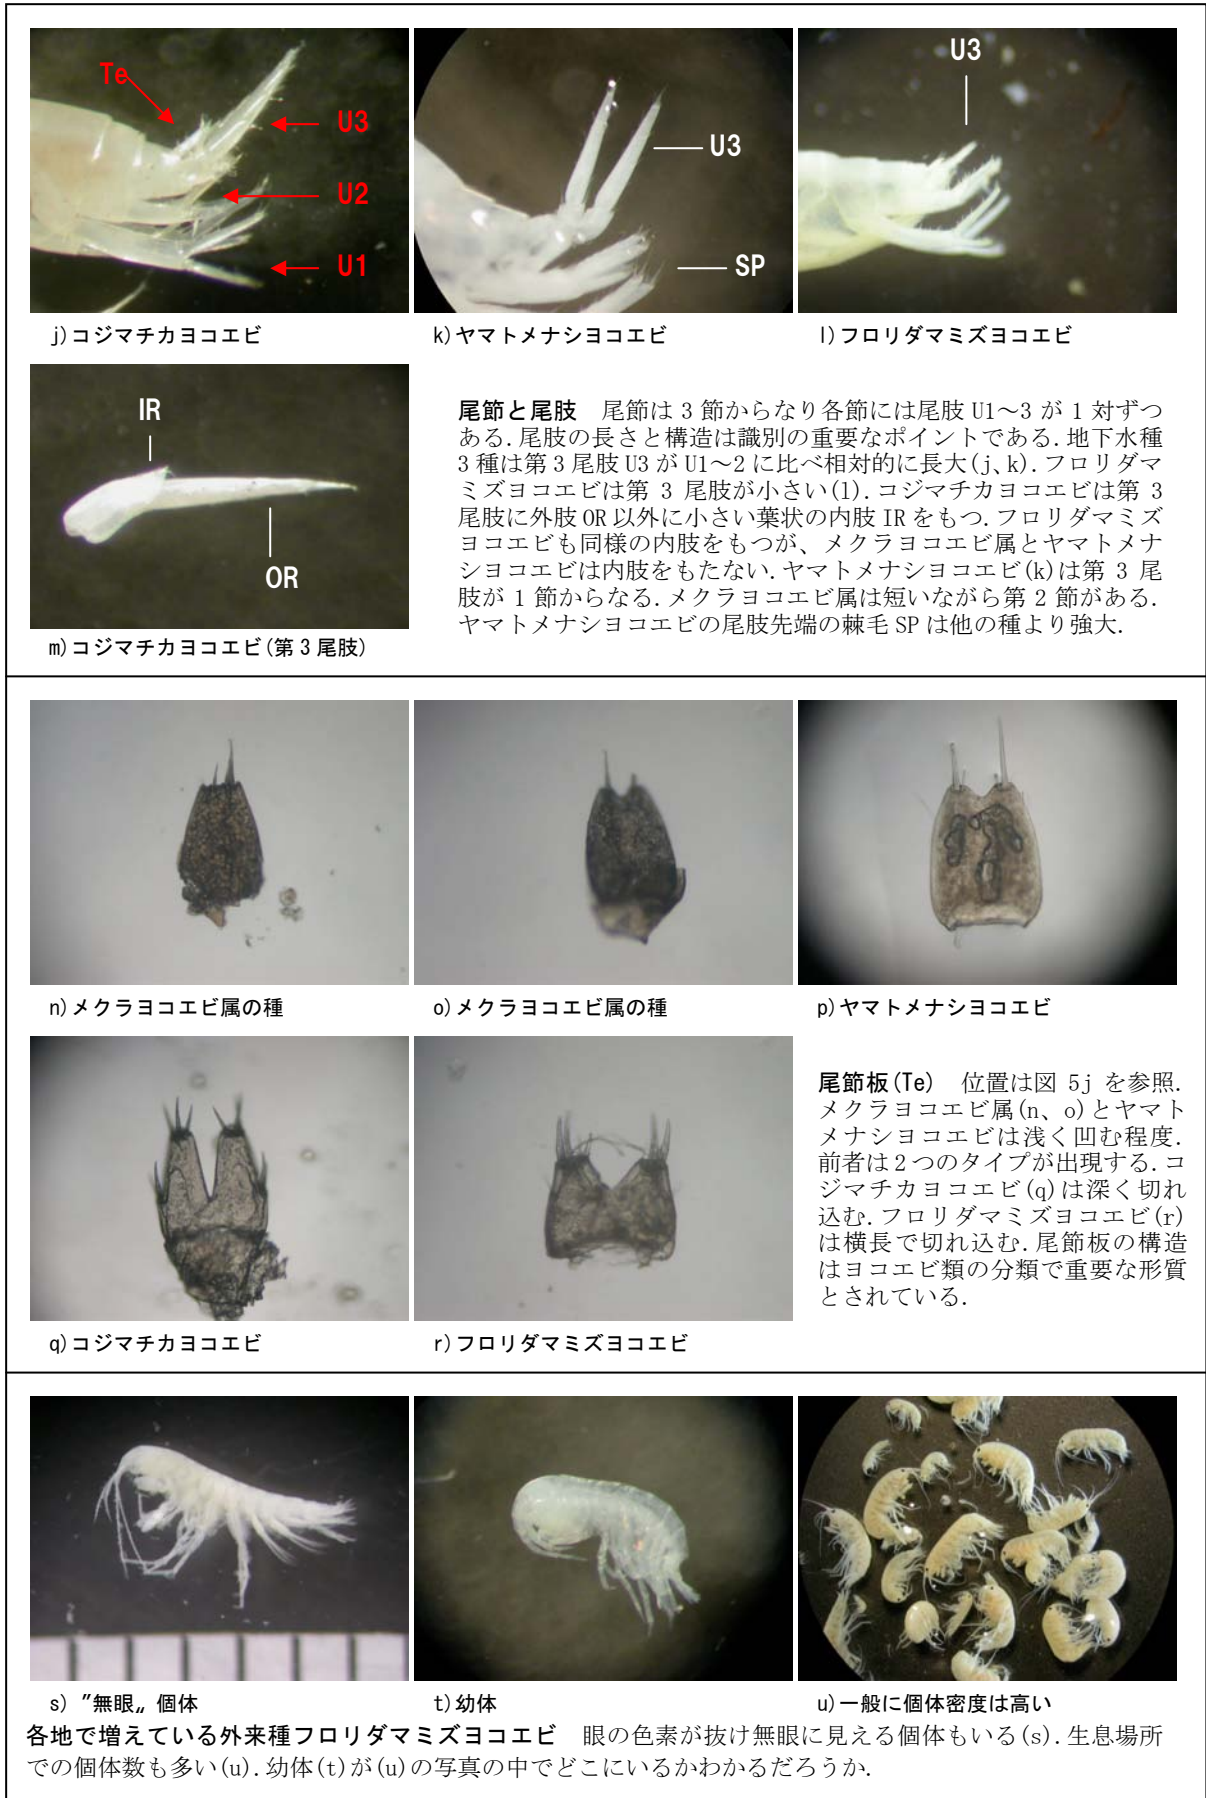 Te
U3
U2
U1
U3
SP
U3
j)コジマチカヨコエビ
k)ヤマトメナシヨコエビ
l)フロリダマミズヨコエビ
IR
OR
m)コジマチカヨコエビ(第3尾肢)
尾節と尾肢　尾節は 3 節からなり各節には尾肢 U1～3 が 1 対ずつ
ある.尾肢の長さと構造は識別の重要なポイントである.地下水種
3 種は第 3 尾肢 U3 が U1～2 に比べ相対的に長大(j、k).フロリダマ
ミズヨコエビは第 3 尾肢が小さい(l).コジマチカヨコエビは第 3
尾肢に外肢 OR 以外に小さい葉状の内肢 IR をもつ.フロリダマミズ
ヨコエビも同様の内肢をもつが、メクラヨコエビ属とヤマトメナ
シヨコエビは内肢をもたない.ヤマトメナシヨコエビ(k)は第 3 尾
肢が 1 節からなる.メクラヨコエビ属は短いながら第 2 節がある.
ヤマトメナシヨコエビの尾肢先端の棘毛 SP は他の種より強大.
n)メクラヨコエビ属の種
o)メクラヨコエビ属の種
p)ヤマトメナシヨコエビ
q)コジマチカヨコエビ
r)フロリダマミズヨコエビ
尾節板(Te)　位置は図 5j を参照.
メクラヨコエビ属(n、o)とヤマト
メナシヨコエビは浅く凹む程度.
前者は2つのタイプが出現する.コ
ジマチカヨコエビ(q)は深く切れ
込む.フロリダマミズヨコエビ(r)
は横長で切れ込む.尾節板の構造
はヨコエビ類の分類で重要な形質
とされている.
s) 〃無眼〃 個体
t)幼体
u)一般に個体密度は高い
各地で増えている外来種フロリダマミズヨコエビ　眼の色素が抜け無眼に見える個体もいる(s).生息場所
での個体数も多い(u).幼体(t)が(u)の写真の中でどこにいるかわかるだろうか.